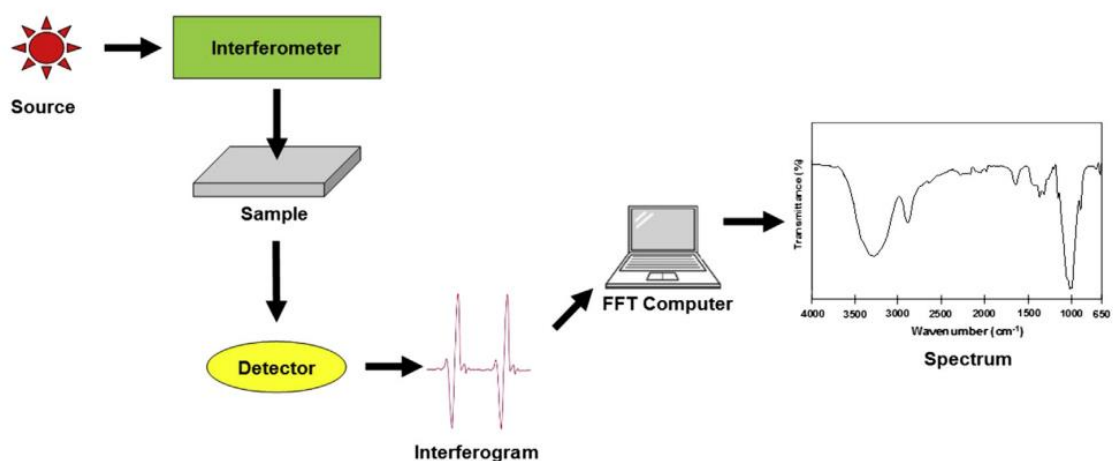 Interferometer
Source
Sample
Detector
Interferogram
FFT Computer
Transmittance (%)
4000 3500 3000 2500 2000 1500 1000 650
Wavenumber (cm⁻¹)
Spectrum